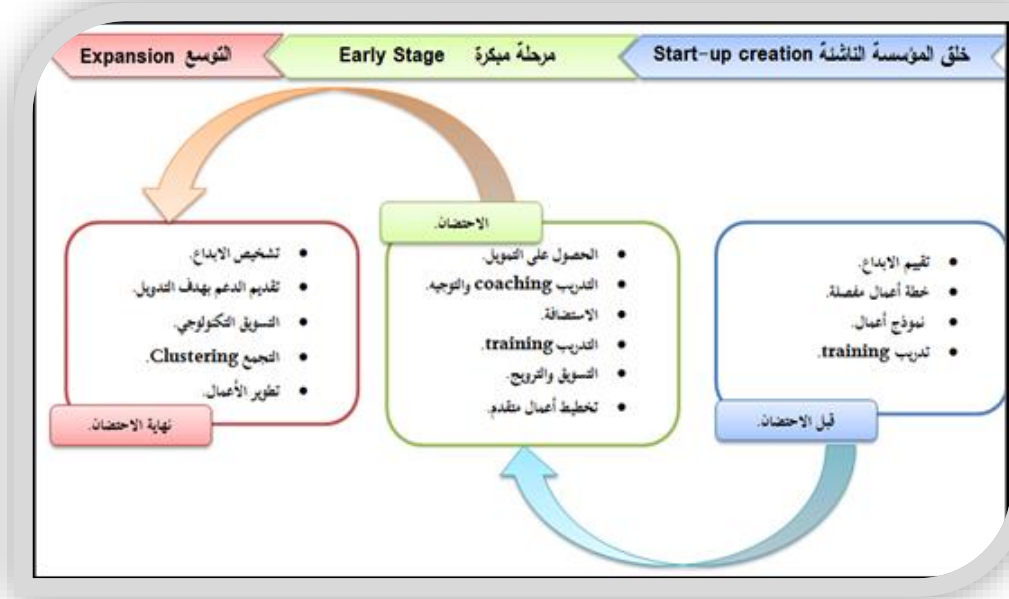 خلق المؤسسة الناشئة Start-up creation
مرحلة مبكرة Early Stage
التوسع Expansion
تقييم الابداع.
خطة أعمال مفصلة.
نموذج أعمال.
تدريب training.
قبل الاحتضان.
الاحتضان.
الحصول على التمويل.
التدريب coaching والتوجيه.
الاستضافة.
التدريب training.
التسويق والترويج.
تخطيط أعمال متقدم.
تشخيص الابداع.
تقديم الدعم بهدف التدويل.
التسويق التكنولوجي.
التجمع Clustering.
تطوير الأعمال.
نهاية الاحتضان.